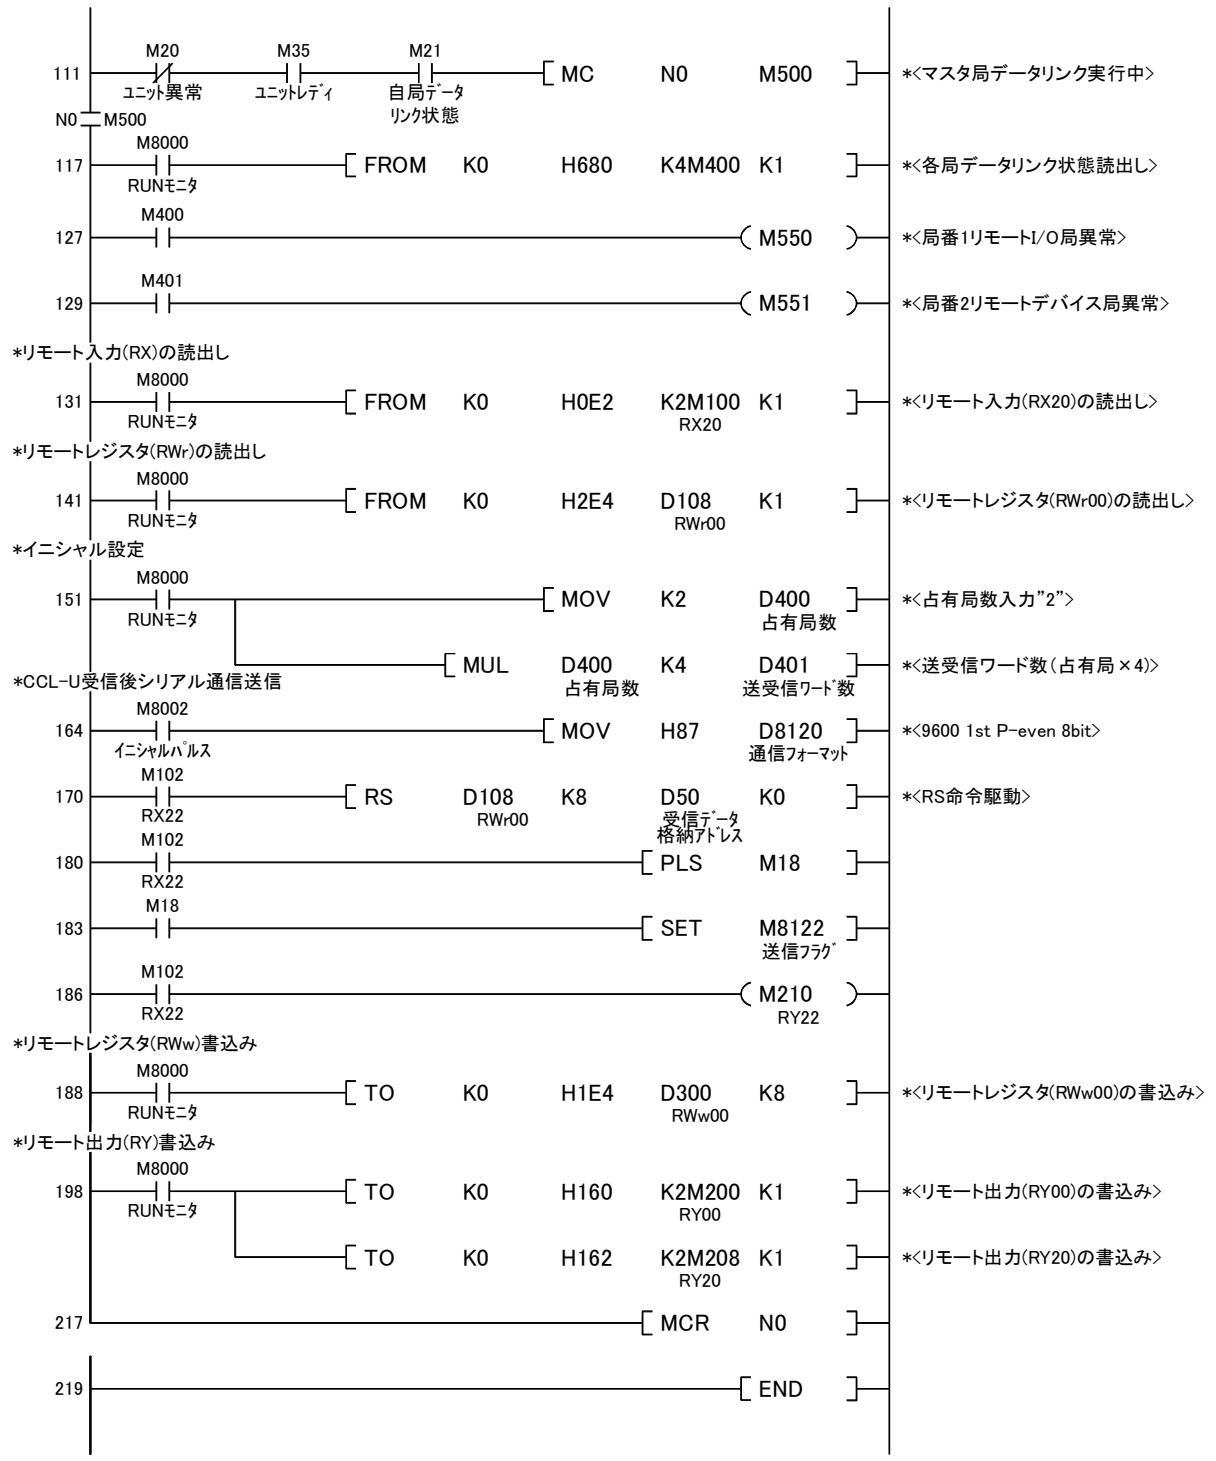 M20 M35 M21
111 MC N0 M500 *<マスタ局データリンク実行中>
ユニット異常 ユニットレディ 自局データ
リンク状態
N0 M500
M8000
117 FROM K0 H680 K4M400 K1 *<各局データリンク状態読出し>
RUNモニタ
M400
127 M550 *<局番1リモートI/O局異常>
M401
129 M551 *<局番2リモートデバイス局異常>
*リモート入力(RX)の読出し
M8000
131 FROM K0 H0E2 K2M100 K1 *<リモート入力(RX20)の読出し>
RUNモニタ RX20
*リモートレジスタ(RWr)の読出し
M8000
141 FROM K0 H2E4 D108 K1 *<リモートレジスタ(RWr00)の読出し>
RUNモニタ RWr00
*イニシャル設定
M8000
151 MOV K2 D400 *<占有局数入力”2”>
RUNモニタ 占有局数
MUL D400 K4 D401 *<送受信ワード数(占有局×4)>
*CCL-U受信後シリアル通信送信 占有局数 送受信ワード数
M8002
164 MOV H87 D8120 *<9600 1st P-even 8bit>
イニシャルパルス 通信フォーマット
M102
170 RS D108 K8 D50 K0 *<RS命令駆動>
RX22 RWr00 受信データ
格納アドレス
M102
180 PLS M18
RX22
M18
183 SET M8122
送信フラグ
M102
186 M210
RX22 RY22
*リモートレジスタ(RWw)書込み
M8000
188 TO K0 H1E4 D300 K8 *<リモートレジスタ(RWw00)の書込み>
RUNモニタ RWw00
*リモート出力(RY)書込み
M8000
198 TO K0 H160 K2M200 K1 *<リモート出力(RY00)の書込み>
RUNモニタ RY00
TO K0 H162 K2M208 K1 *<リモート出力(RY20)の書込み>
RY20
217 MCR N0
219 END